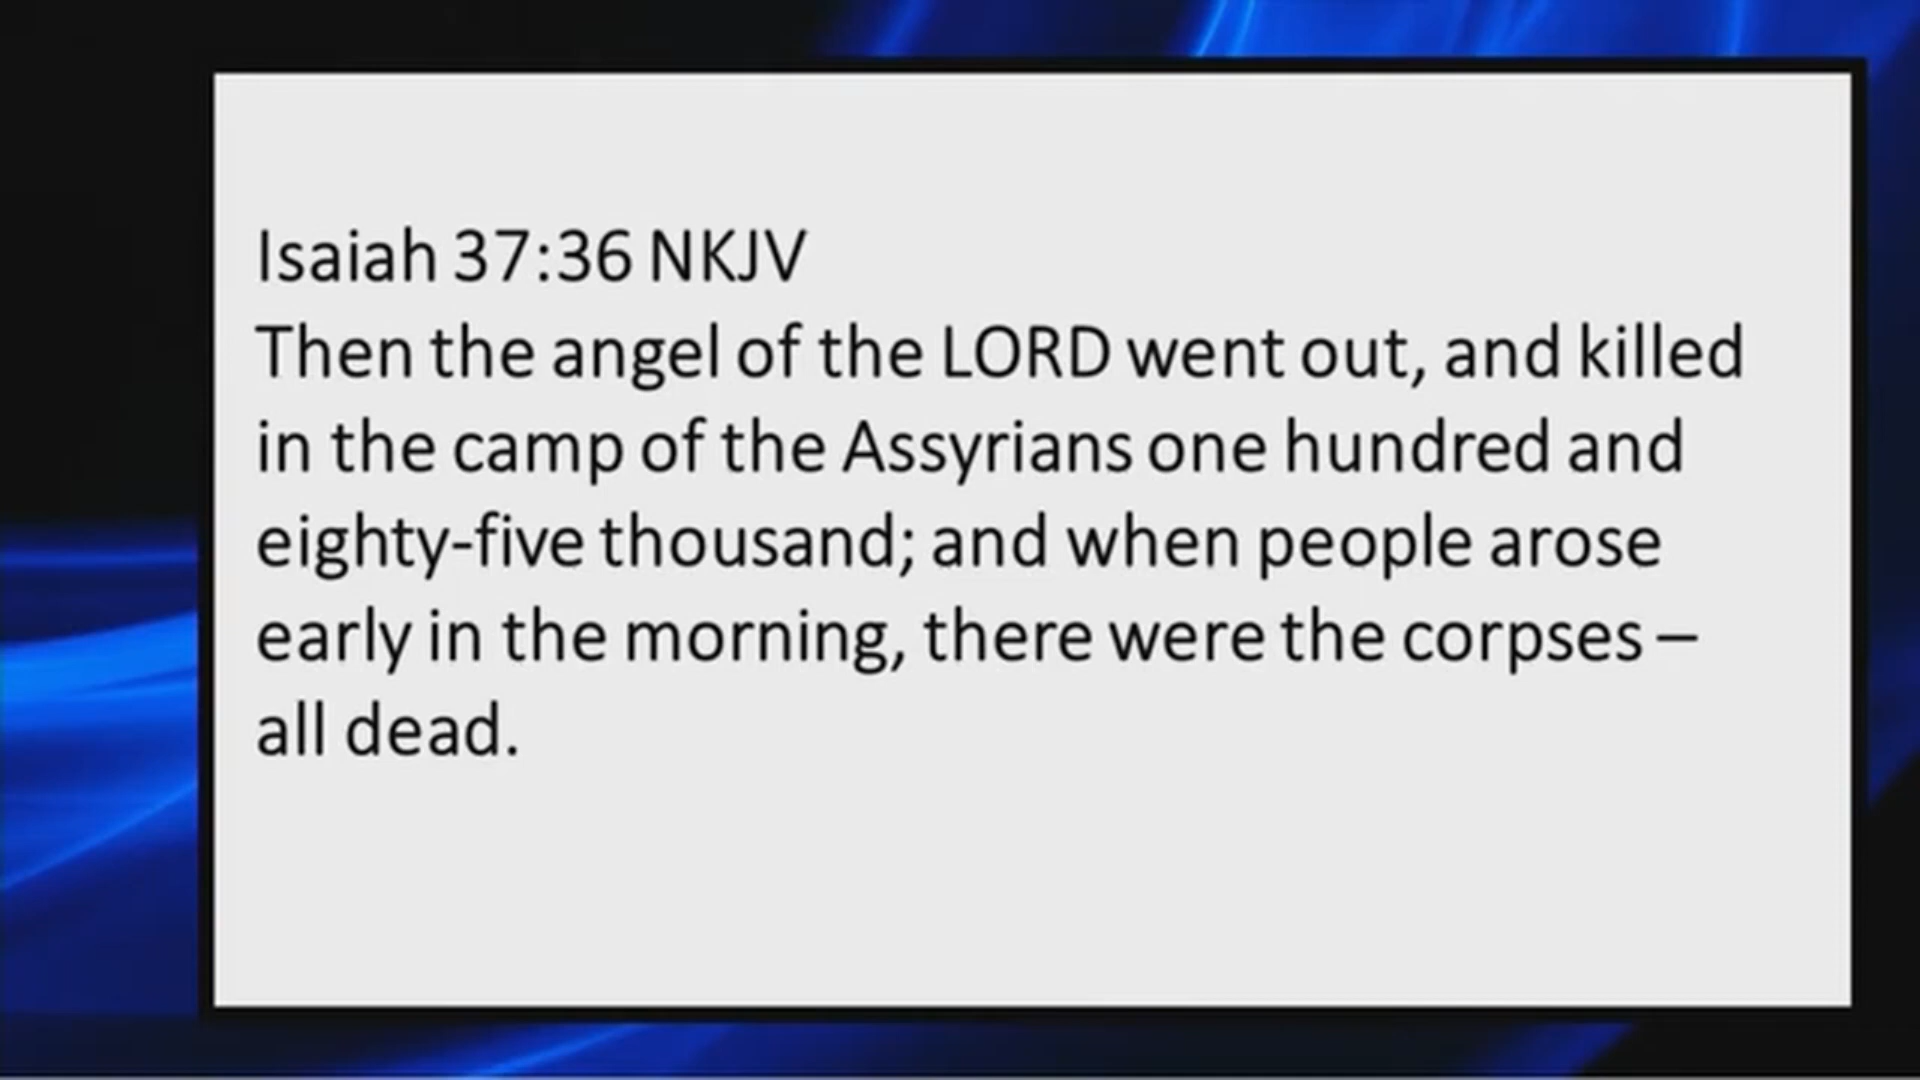 Isaiah 37:36 NKJV
Then the angel of the LORD went out, and killed
in the camp of the Assyrians one hundred and
eighty-five thousand; and when people arose
early in the morning, there were the corpses –
all dead.